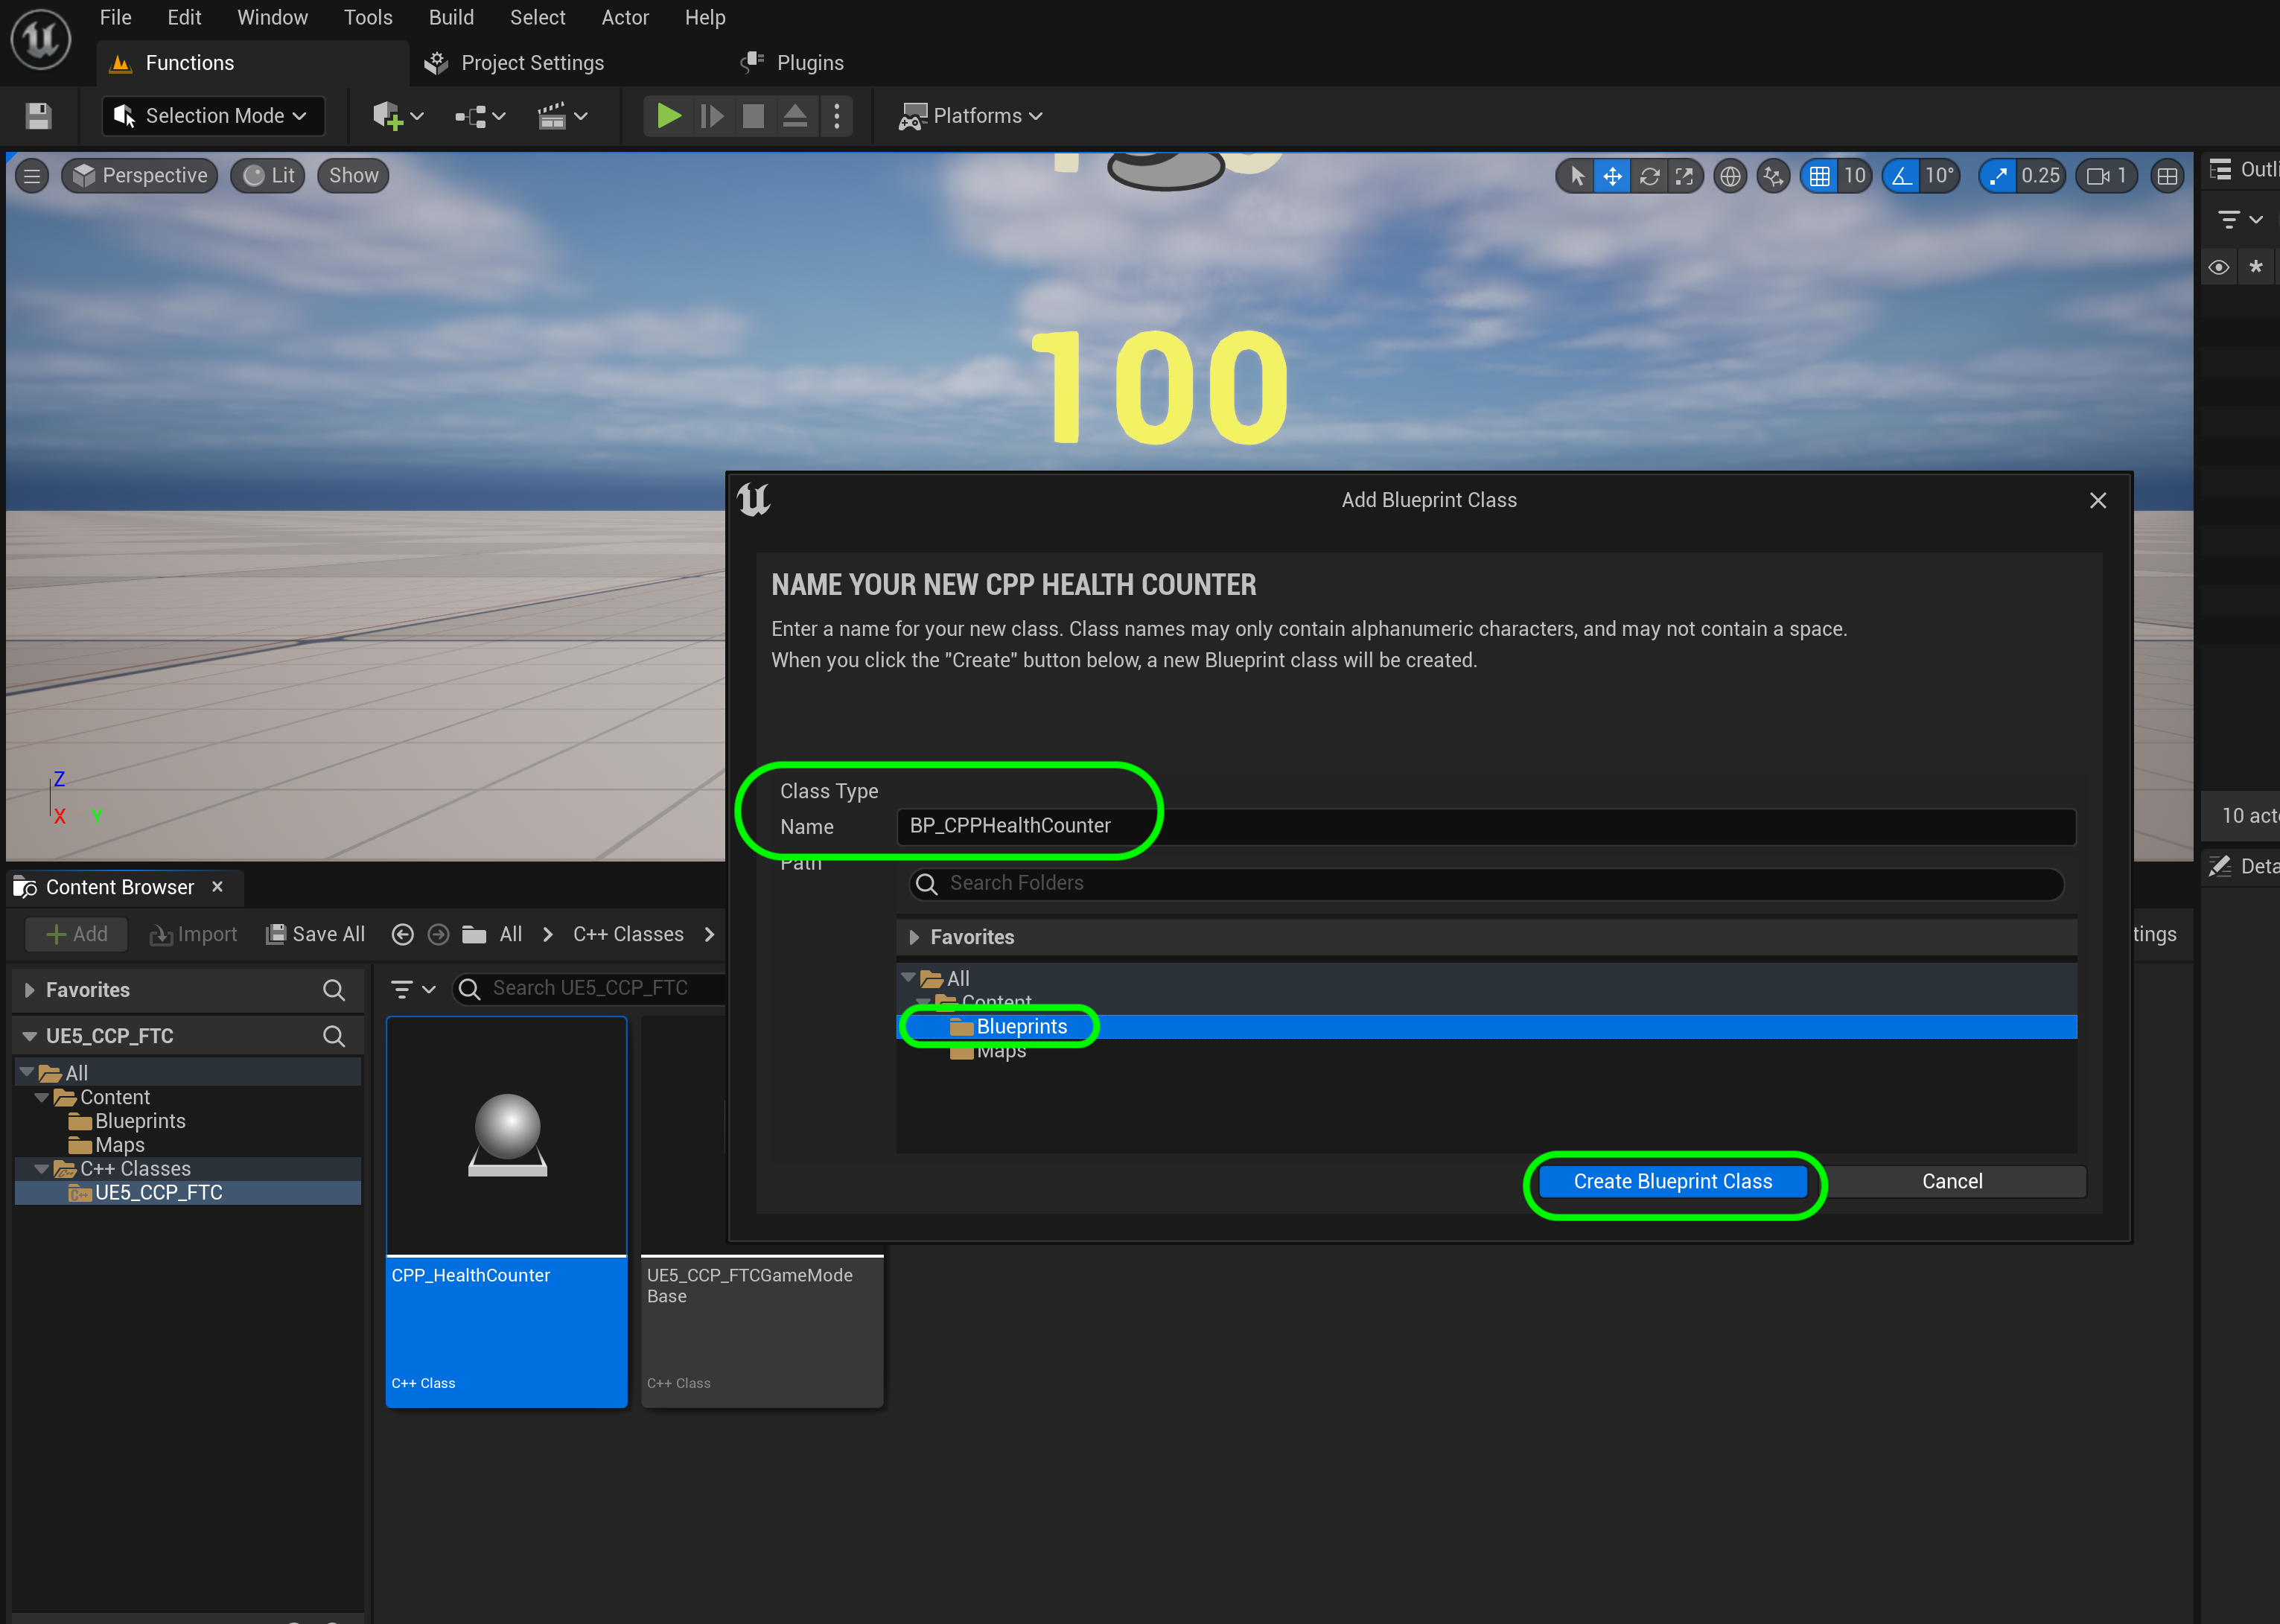 File Edit Window Tools Build Select Actor Help
Functions Project Settings Plugins
Selection Mode Platforms
Perspective Lit Show 10 10° 0.25 1
Outli
100
Add Blueprint Class
NAME YOUR NEW CPP HEALTH COUNTER
Enter a name for your new class. Class names may only contain alphanumeric characters, and may not contain a space.
When you click the "Create" button below, a new Blueprint class will be created.
Class Type
Name BP_CPPHealthCounter
Path
Search Folders
Favorites
All
Content
Blueprints
Maps
Create Blueprint Class Cancel
Z
X Y
10 acto
Deta
Content Browser
Add Import Save All All C++ Classes
tings
Favorites
Search UE5_CCP_FTC
UE5_CCP_FTC
All
Content
Blueprints
Maps
C++ Classes
UE5_CCP_FTC
CPP_HealthCounter
C++ Class
UE5_CCP_FTCGameMode
Base
C++ Class